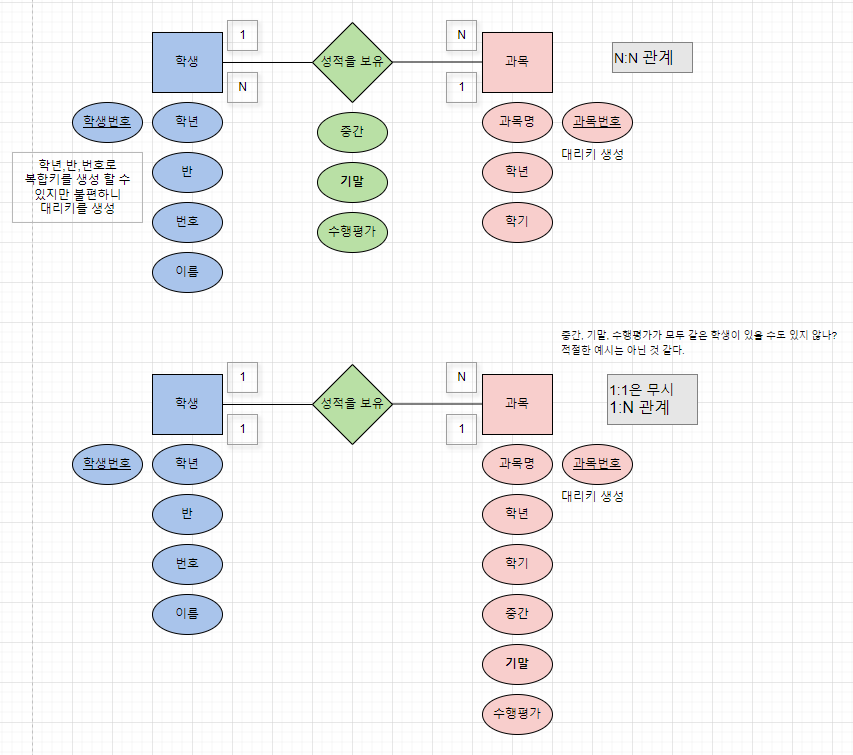 1
N
학생
성적을 보유
과목
N:N 관계
N
1
학생번호
학년
중간
과목명
과목번호
대리키 생성
학년,반,번호로
복합키를 생성 할 수
있지만 불편하니
대리키를 생성
반
기말
학년
번호
수행평가
학기
이름
중간, 기말, 수행평가가 모두 같은 학생이 있을 수도 있지 않나?
적절한 예시는 아닌 것 같다.
1
N
학생
성적을 보유
과목
1:1은 무시
1:N 관계
1
1
학생번호
학년
과목명
과목번호
대리키 생성
반
학년
번호
학기
이름
중간
기말
수행평가